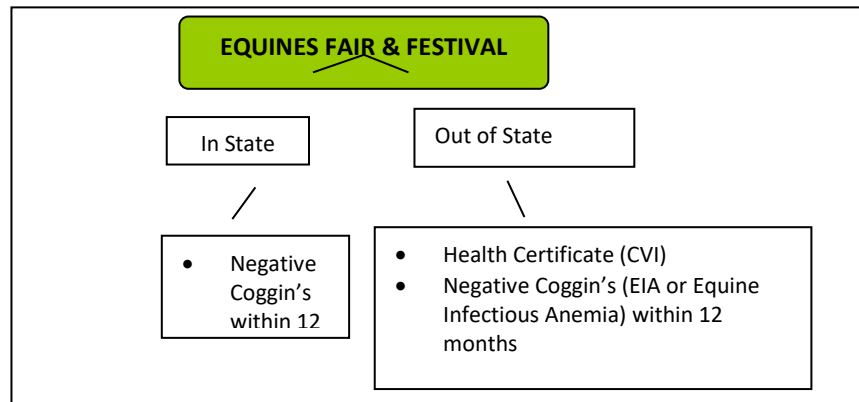 EQUINES FAIR & FESTIVAL
In State
Out of State
• Negative
Coggin’s
within 12
• Health Certificate (CVI)
• Negative Coggin’s (EIA or Equine
Infectious Anemia) within 12
months